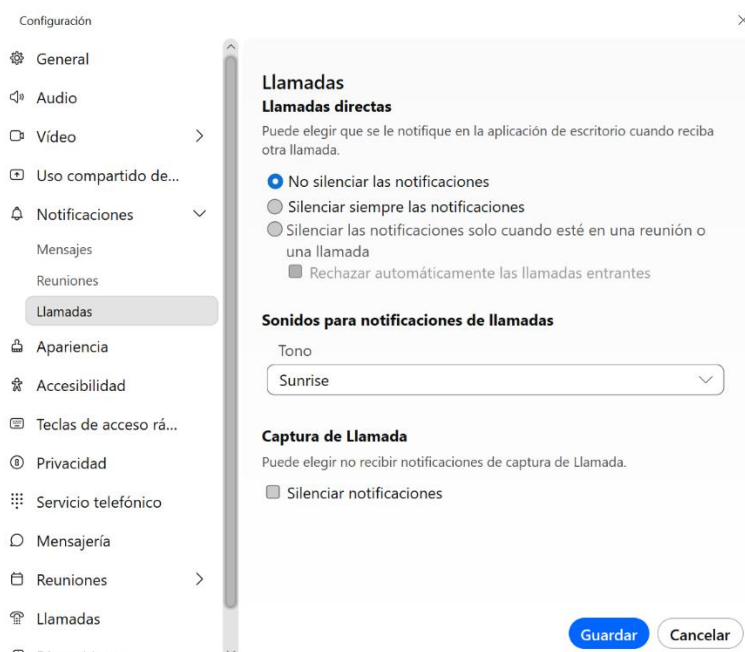 Configuración
General
Audio
Vídeo
Uso compartido de...
Notificaciones
Mensajes
Reuniones
Llamadas
Apariencia
Accesibilidad
Teclas de acceso rá...
Privacidad
Servicio telefónico
Mensajería
Reuniones
Llamadas
Llamadas
Llamadas directas
Puede elegir que se le notifique en la aplicación de escritorio cuando reciba
otra llamada.
No silenciar las notificaciones
Silenciar siempre las notificaciones
Silenciar las notificaciones solo cuando esté en una reunión o
una llamada
Rechazar automáticamente las llamadas entrantes
Sonidos para notificaciones de llamadas
Tono
Sunrise
Captura de Llamada
Puede elegir no recibir notificaciones de captura de Llamada.
Silenciar notificaciones
Guardar
Cancelar